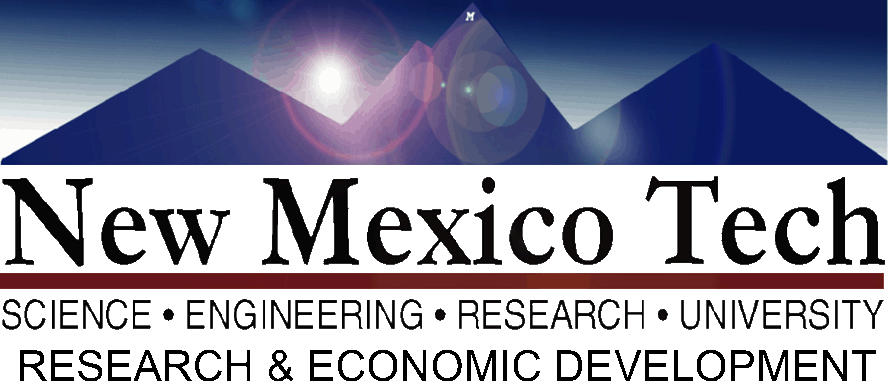 M
New Mexico Tech
SCIENCE • ENGINEERING • RESEARCH • UNIVERSITY
RESEARCH & ECONOMIC DEVELOPMENT